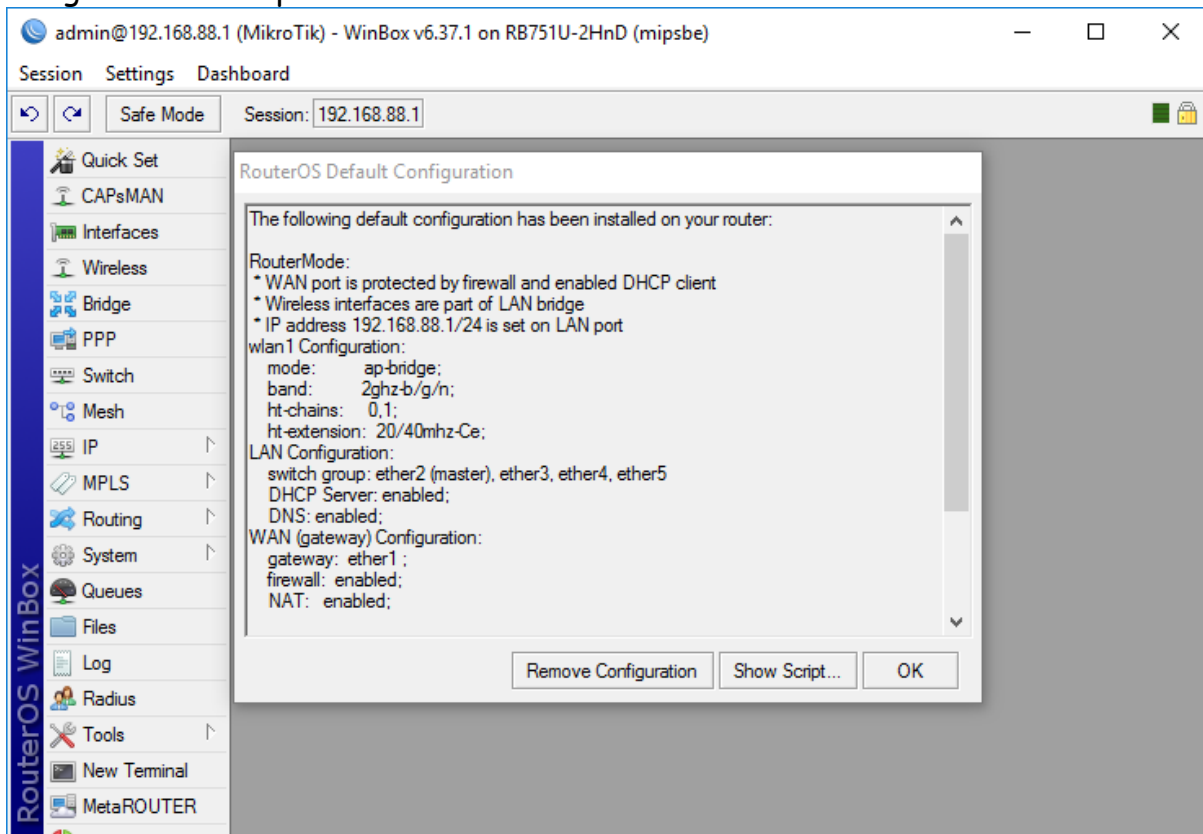 admin@192.168.88.1 (MikroTik) - WinBox v6.37.1 on RB751U-2HnD (mipsbe)
Session Settings Dashboard
Safe Mode Session: 192.168.88.1
Quick Set
CAPsMAN
Interfaces
Wireless
Bridge
PPP
Switch
Mesh
255 IP
MPLS
Routing
System
Queues
Files
Log
Radius
Tools
New Terminal
MetaROUTER
RouterOS WinBox
RouterOS Default Configuration
The following default configuration has been installed on your router:
RouterMode:
* WAN port is protected by firewall and enabled DHCP client
* Wireless interfaces are part of LAN bridge
* IP address 192.168.88.1/24 is set on LAN port
wlan1 Configuration:
mode: ap-bridge;
band: 2ghz-b/g/n;
ht-chains: 0,1;
ht-extension: 20/40mhz-Ce;
LAN Configuration:
switch group: ether2 (master), ether3, ether4, ether5
DHCP Server: enabled;
DNS: enabled;
WAN (gateway) Configuration:
gateway: ether1 ;
firewall: enabled;
NAT: enabled;
Remove Configuration Show Script... OK